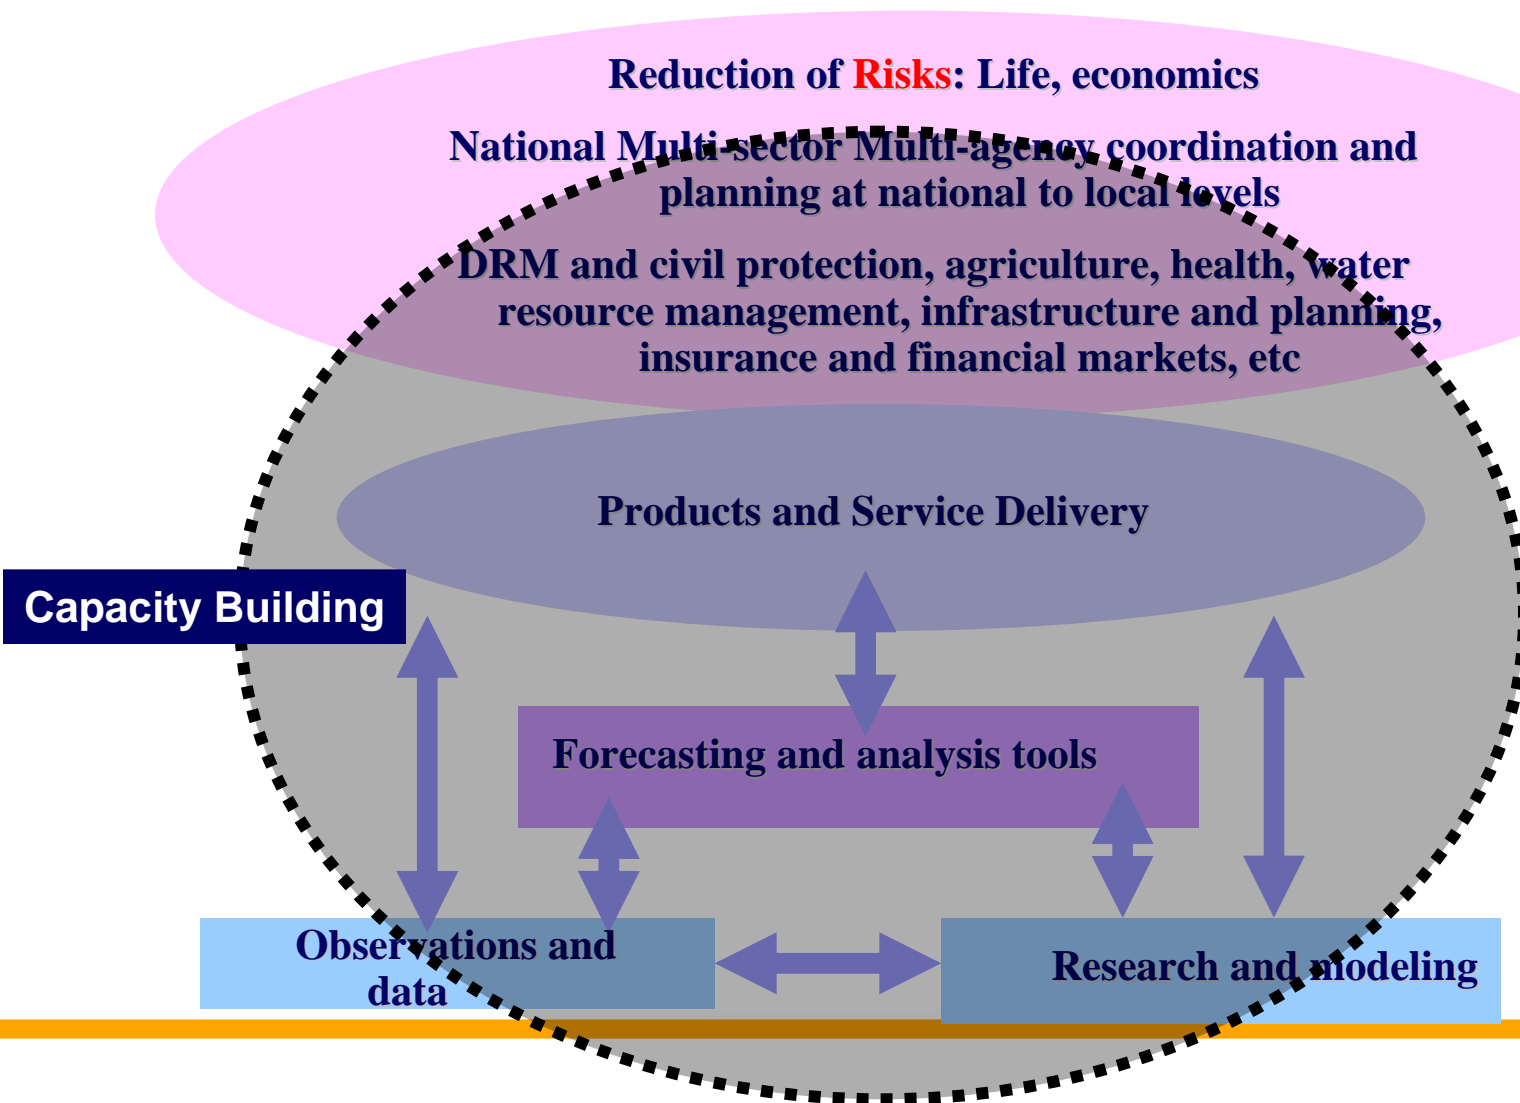 Reduction of Risks: Life, economics
National Multi-sector Multi-agency coordination and
planning at national to local levels
DRM and civil protection, agriculture, health, water
resource management, infrastructure and planning,
insurance and financial markets, etc
Products and Service Delivery
Capacity Building
Forecasting and analysis tools
Observations and
data
Research and modeling